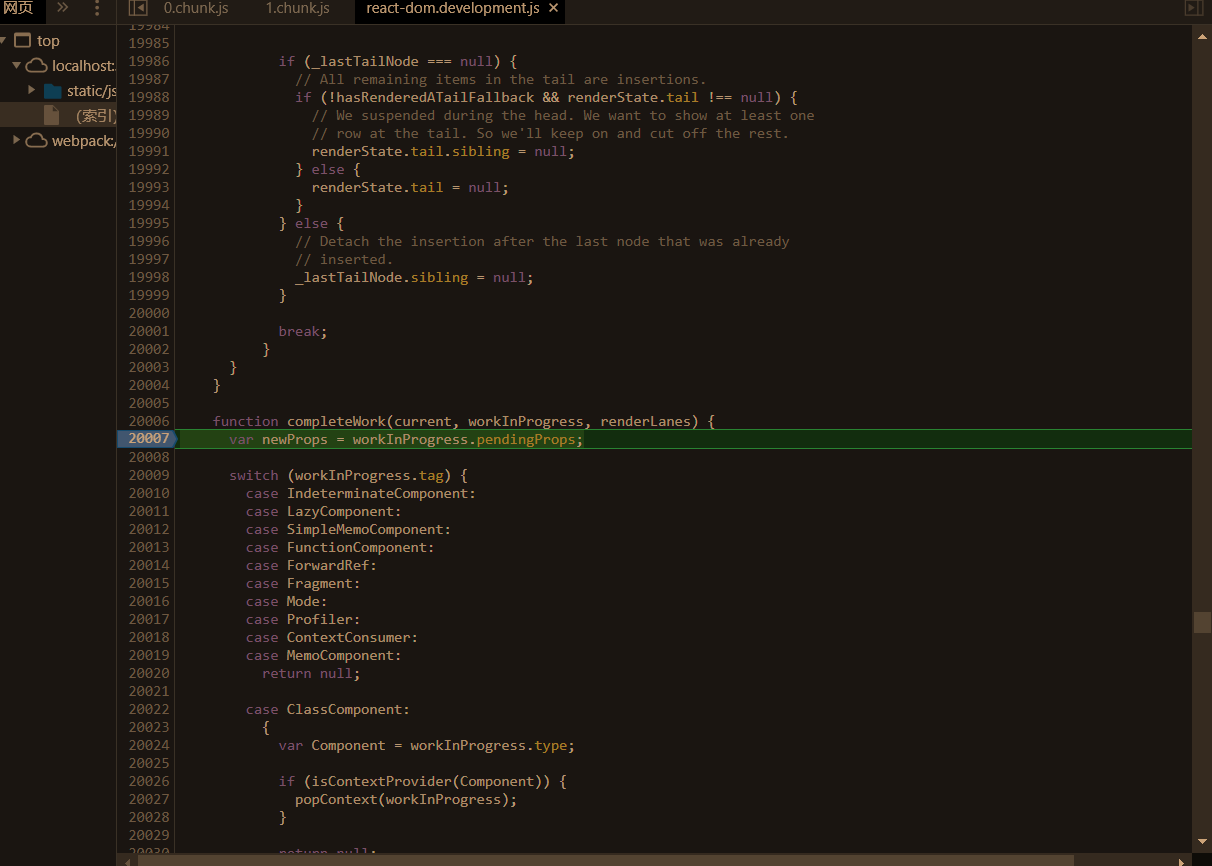 网页
0.chunk.js
1.chunk.js
react-dom.development.js
top
localhost:
static/js
(索引)
webpack:/
19984
19985
19986 if (_lastTailNode === null) {
19987 // All remaining items in the tail are insertions.
19988 if (!hasRenderedATailFallback && renderState.tail !== null) {
19989 // We suspended during the head. We want to show at least one
19990 // row at the tail. So we'll keep on and cut off the rest.
19991 renderState.tail.sibling = null;
19992 } else {
19993 renderState.tail = null;
19994 }
19995 } else {
19996 // Detach the insertion after the last node that was already
19997 // inserted.
19998 _lastTailNode.sibling = null;
19999 }
20000
20001 break;
20002 }
20003 }
20004 }
20005
20006 function completeWork(current, workInProgress, renderLanes) {
20007 var newProps = workInProgress.pendingProps;
20008
20009 switch (workInProgress.tag) {
20010 case IndeterminateComponent:
20011 case LazyComponent:
20012 case SimpleMemoComponent:
20013 case FunctionComponent:
20014 case ForwardRef:
20015 case Fragment:
20016 case Mode:
20017 case Profiler:
20018 case ContextConsumer:
20019 case MemoComponent:
20020 return null;
20021
20022 case ClassComponent:
20023 {
20024 var Component = workInProgress.type;
20025
20026 if (isContextProvider(Component)) {
20027 popContext(workInProgress);
20028 }
20029
20030 return null;